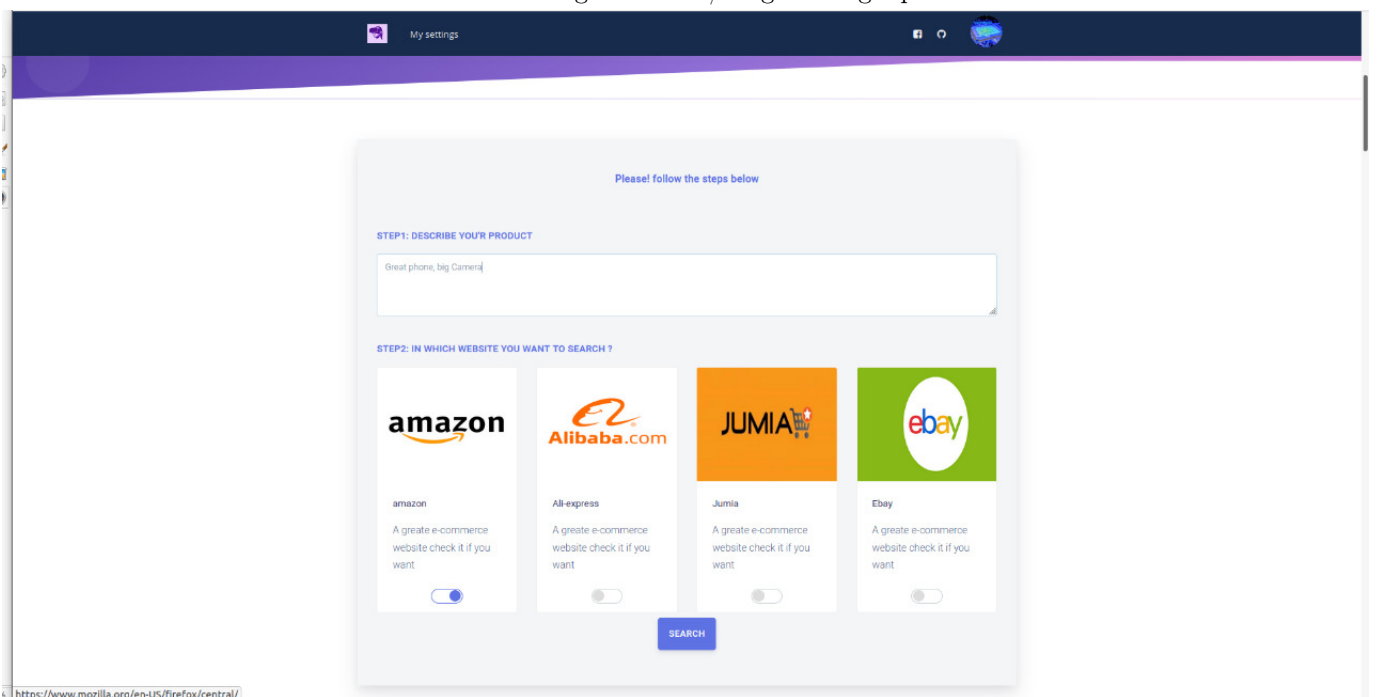 My settings
Please! follow the steps below
STEP1: DESCRIBE YOU'R PRODUCT
Great phone, big Camera
STEP2: IN WHICH WEBSITE YOU WANT TO SEARCH ?
amazon
Alibaba.com
JUMIA
ebay
amazon
A greate e-commerce
website check it if you
want
Ali-express
A greate e-commerce
website check it if you
want
Jumia
A greate e-commerce
website check it if you
want
Ebay
A greate e-commerce
website check it if you
want
SEARCH
https://www.mozilla.org/en-US/firefox/central/